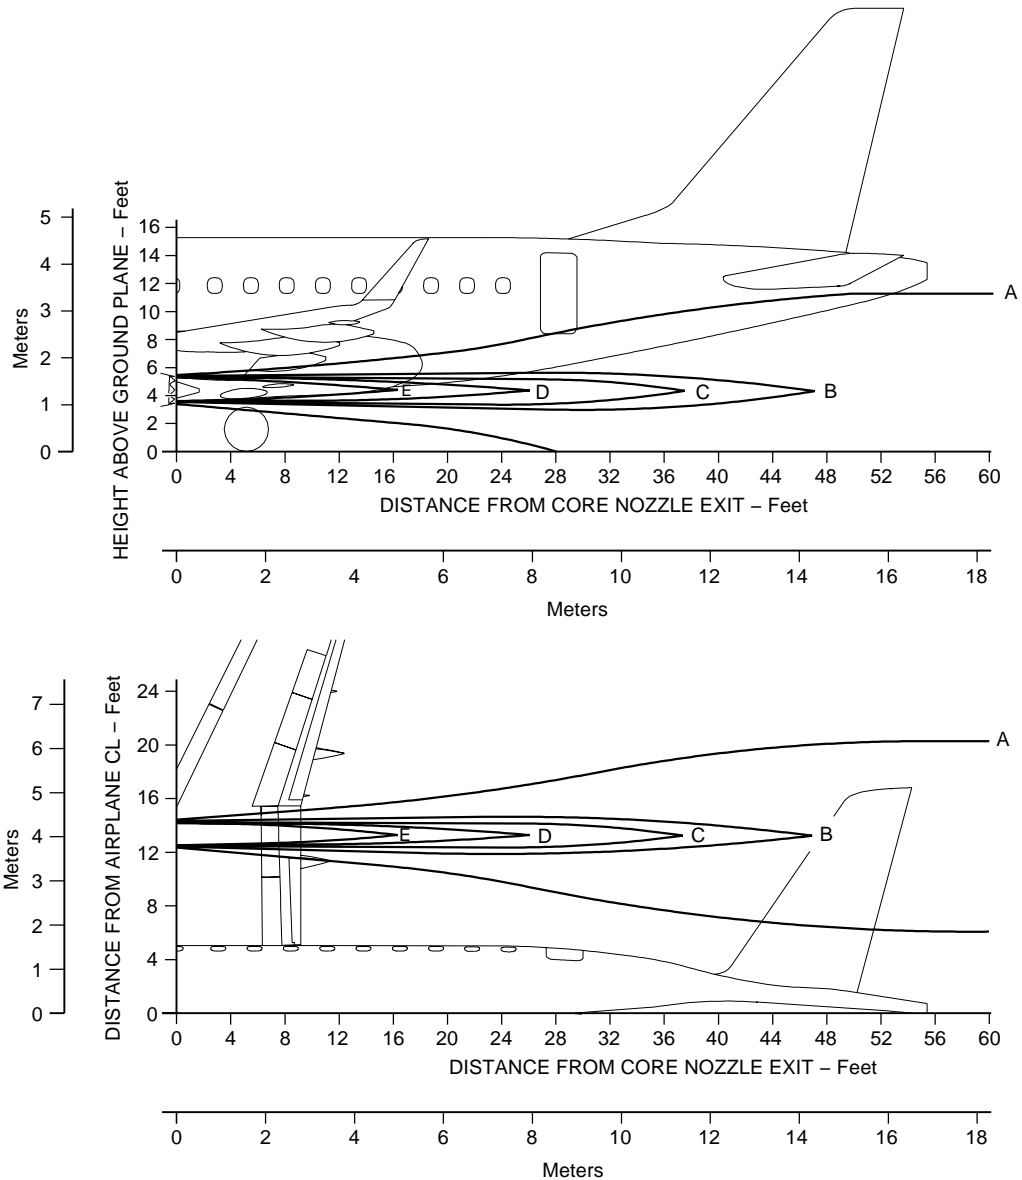 HEIGHT ABOVE GROUND PLANE – Feet
Meters
5
4
3
2
1
0
16
14
12
10
8
6
4
2
0
A
B
C
D
E
0 4 8 12 16 20 24 28 32 36 40 44 48 52 56 60
DISTANCE FROM CORE NOZZLE EXIT – Feet
0 2 4 6 8 10 12 14 16 18
Meters
DISTANCE FROM AIRPLANE CL – Feet
Meters
7
6
5
4
3
2
1
0
24
20
16
12
8
4
0
A
E D C B
0 4 8 12 16 20 24 28 32 36 40 44 48 52 56 60
DISTANCE FROM CORE NOZZLE EXIT – Feet
0 2 4 6 8 10 12 14 16 18
Meters